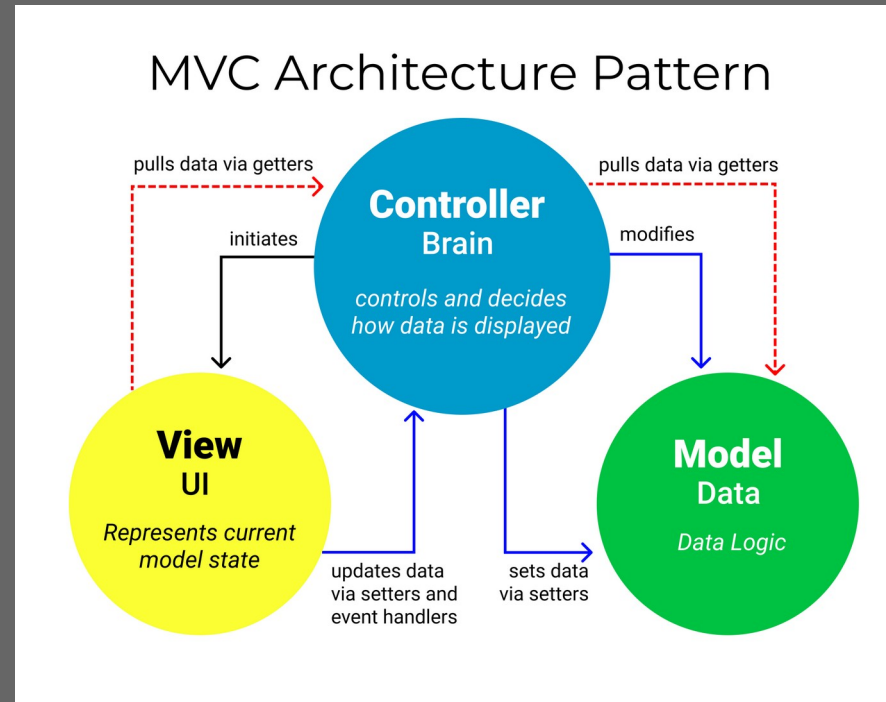 MVC Architecture Pattern
pulls data via getters
pulls data via getters
Controller
Brain
controls and decides
how data is displayed
initiates
modifies
View
UI
Represents current
model state
Model
Data
Data Logic
updates data
via setters and
event handlers
sets data
via setters